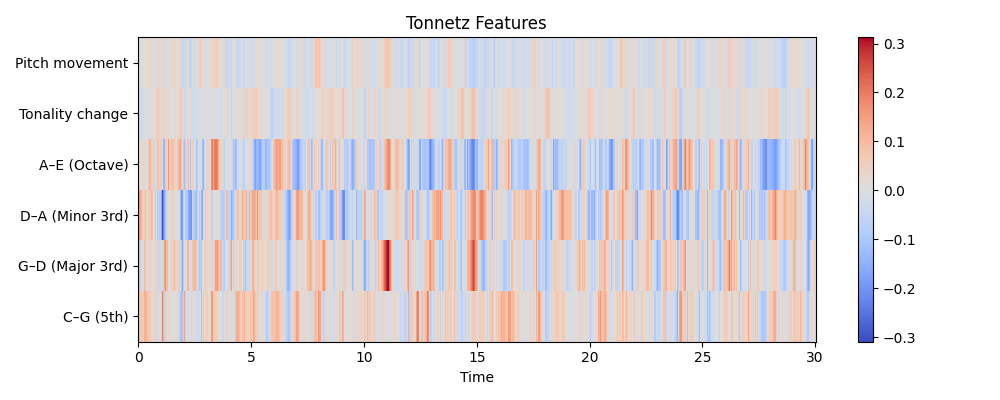 Tonnetz Features
Pitch movement
Tonality change
A–E (Octave)
D–A (Minor 3rd)
G–D (Major 3rd)
C–G (5th)
0 5 10 15 20 25 30
Time
0.3
0.2
0.1
0.0
−0.1
−0.2
−0.3